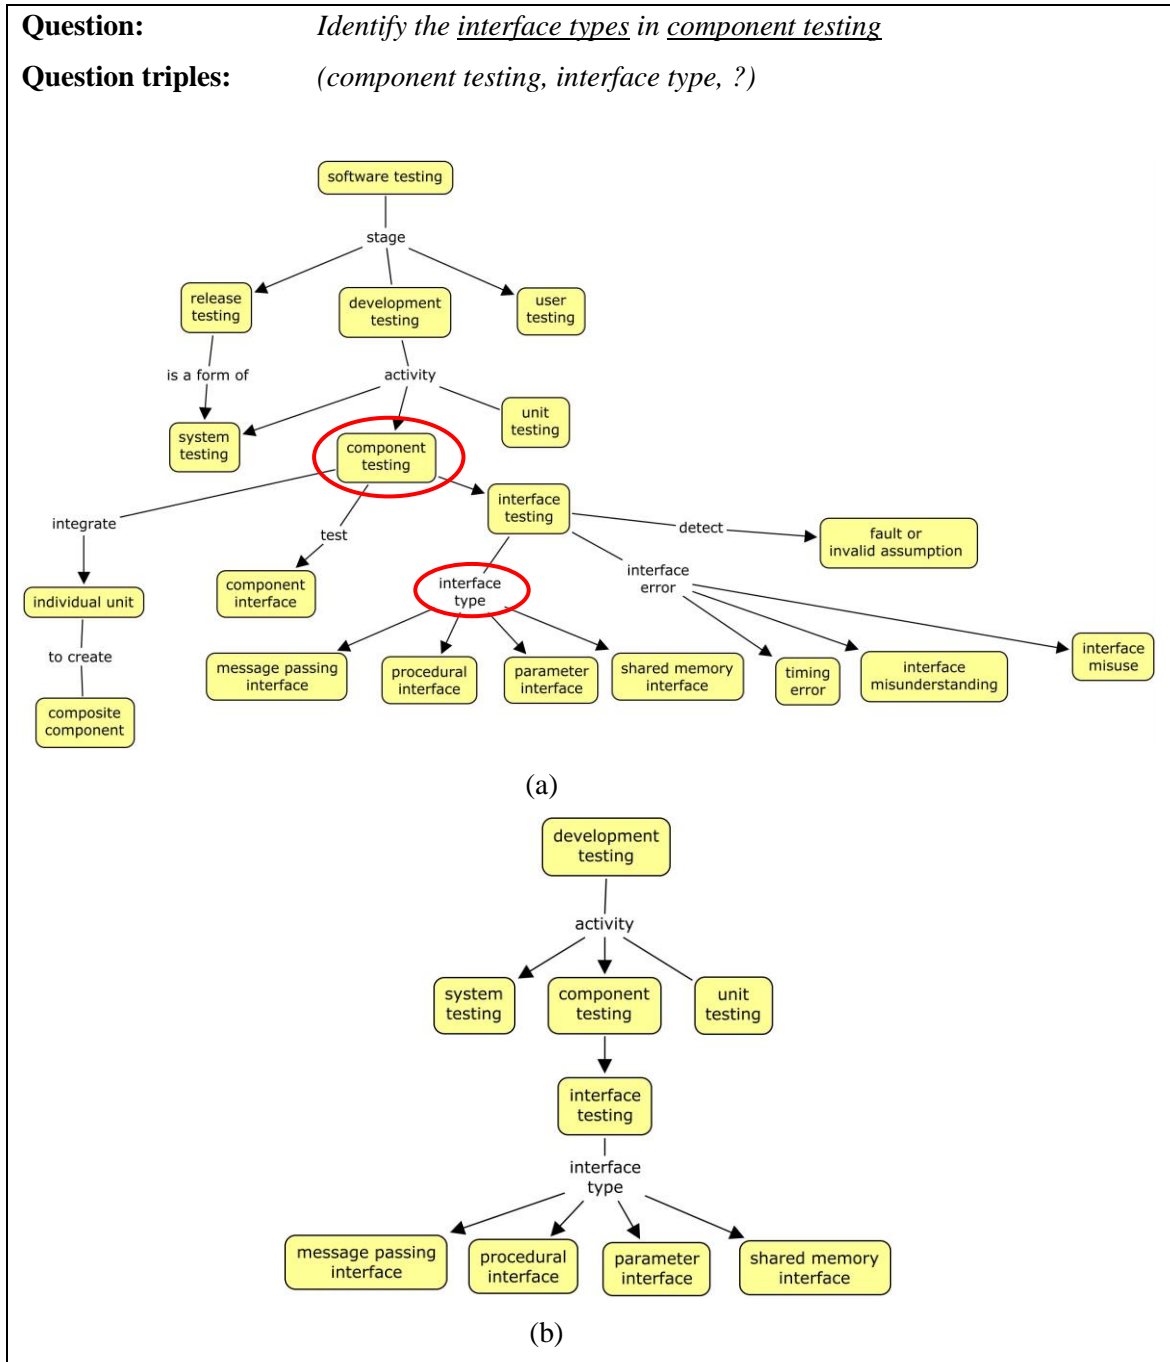 Question: Identify the interface types in component testing
Question triples: (component testing, interface type, ?)
software testing
stage
release
testing
development
testing
user
testing
is a form of
activity
system
testing
component
testing
unit
testing
integrate
test
interface
testing
detect
fault or
invalid assumption
individual unit
component
interface
interface
type
interface
error
to create
message passing
interface
procedural
interface
parameter
interface
shared memory
interface
timing
error
interface
misunderstanding
interface
misuse
composite
component
(a)
development
testing
activity
system
testing
component
testing
unit
testing
interface
testing
interface
type
message passing
interface
procedural
interface
parameter
interface
shared memory
interface
(b)